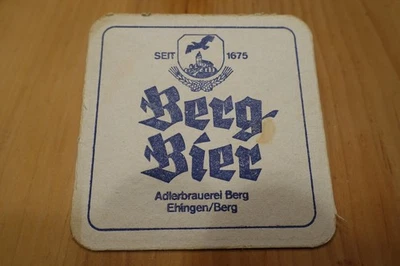 SEIT 1675
Berg
Bier
Adlerbrauerei Berg
Ehingen/Berg